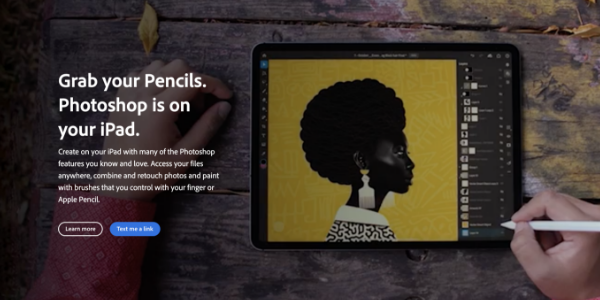 Grab your Pencils.
Photoshop is on
your iPad.
Create on your iPad with many of the Photoshop
features you know and love. Access your files
anywhere, combine and retouch photos and paint
with brushes that you control with your finger or
Apple Pencil.
Learn more
Text me a link